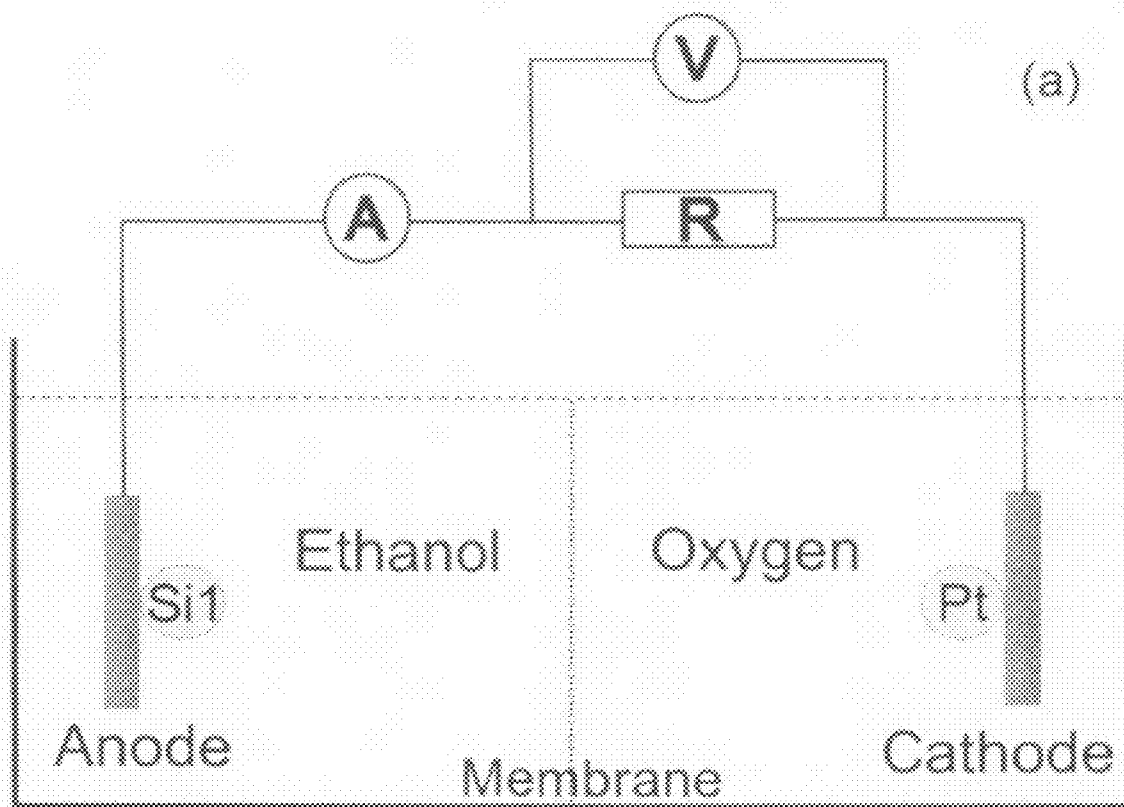 V
(a)
A
R
Ethanol
Oxygen
Si1
Pt
Anode
Cathode
Membrane